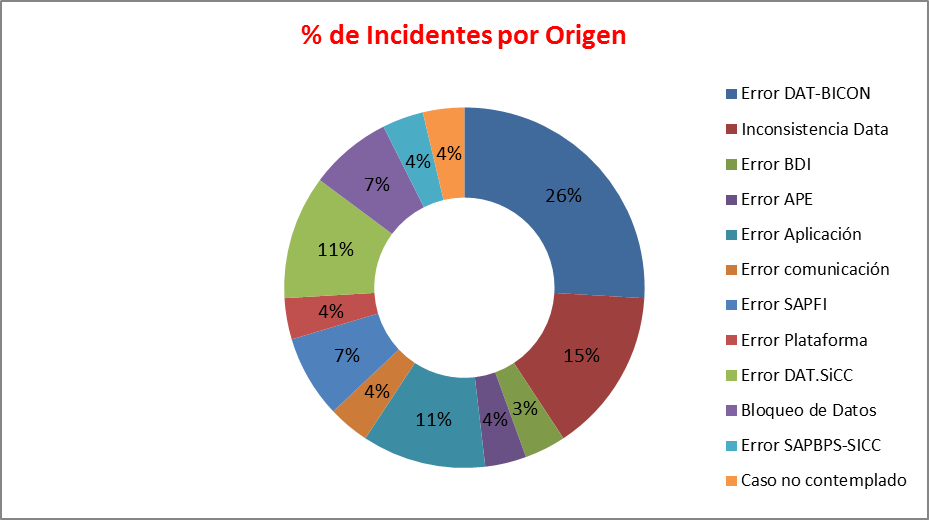 % de Incidentes por Origen
26%
15%
3%
4%
11%
4%
7%
4%
11%
7%
4%
4%
Error DAT-BICON
Inconsistencia Data
Error BDI
Error APE
Error Aplicación
Error comunicación
Error SAPFI
Error Plataforma
Error DAT.SiCC
Bloqueo de Datos
Error SAPBPS-SICC
Caso no contemplado